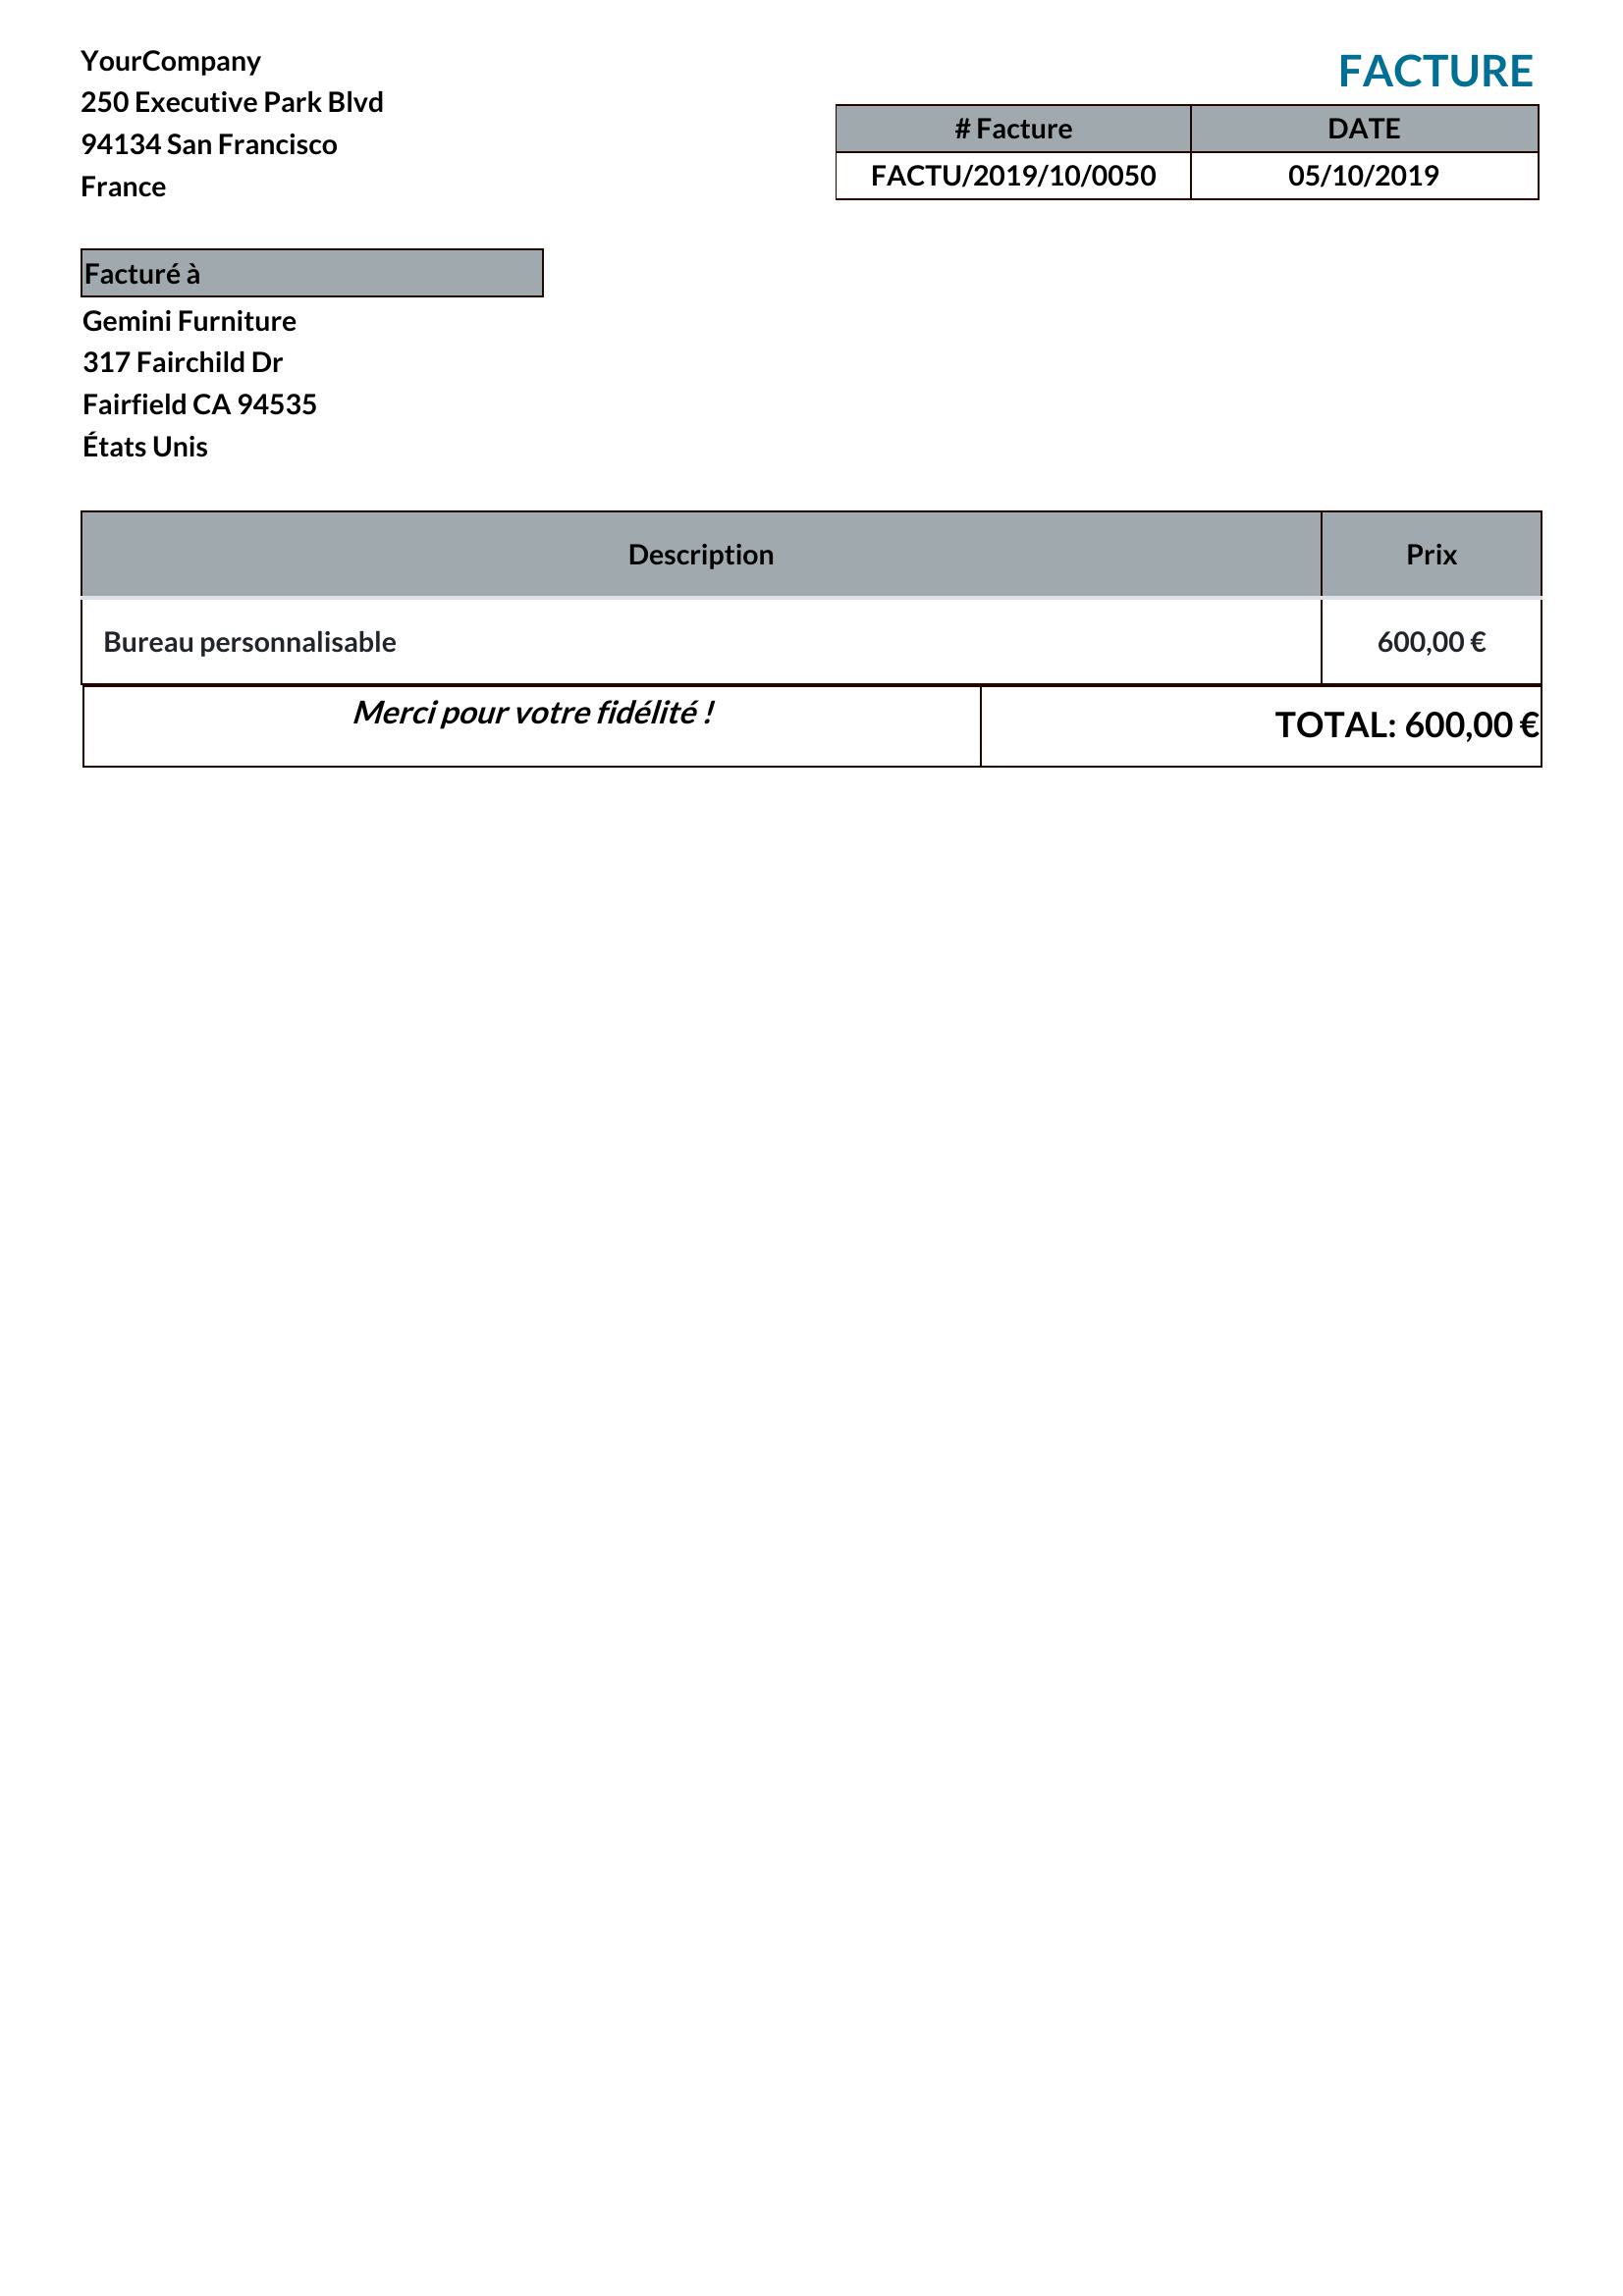 YourCompany
250 Executive Park Blvd
94134 San Francisco
France
FACTURE
# Facture DATE
FACTU/2019/10/0050 05/10/2019
Facturé à
Gemini Furniture
317 Fairchild Dr
Fairfield CA 94535
États Unis
Description Prix
Bureau personnalisable 600,00 €
Merci pour votre fidélité !
TOTAL: 600,00 €